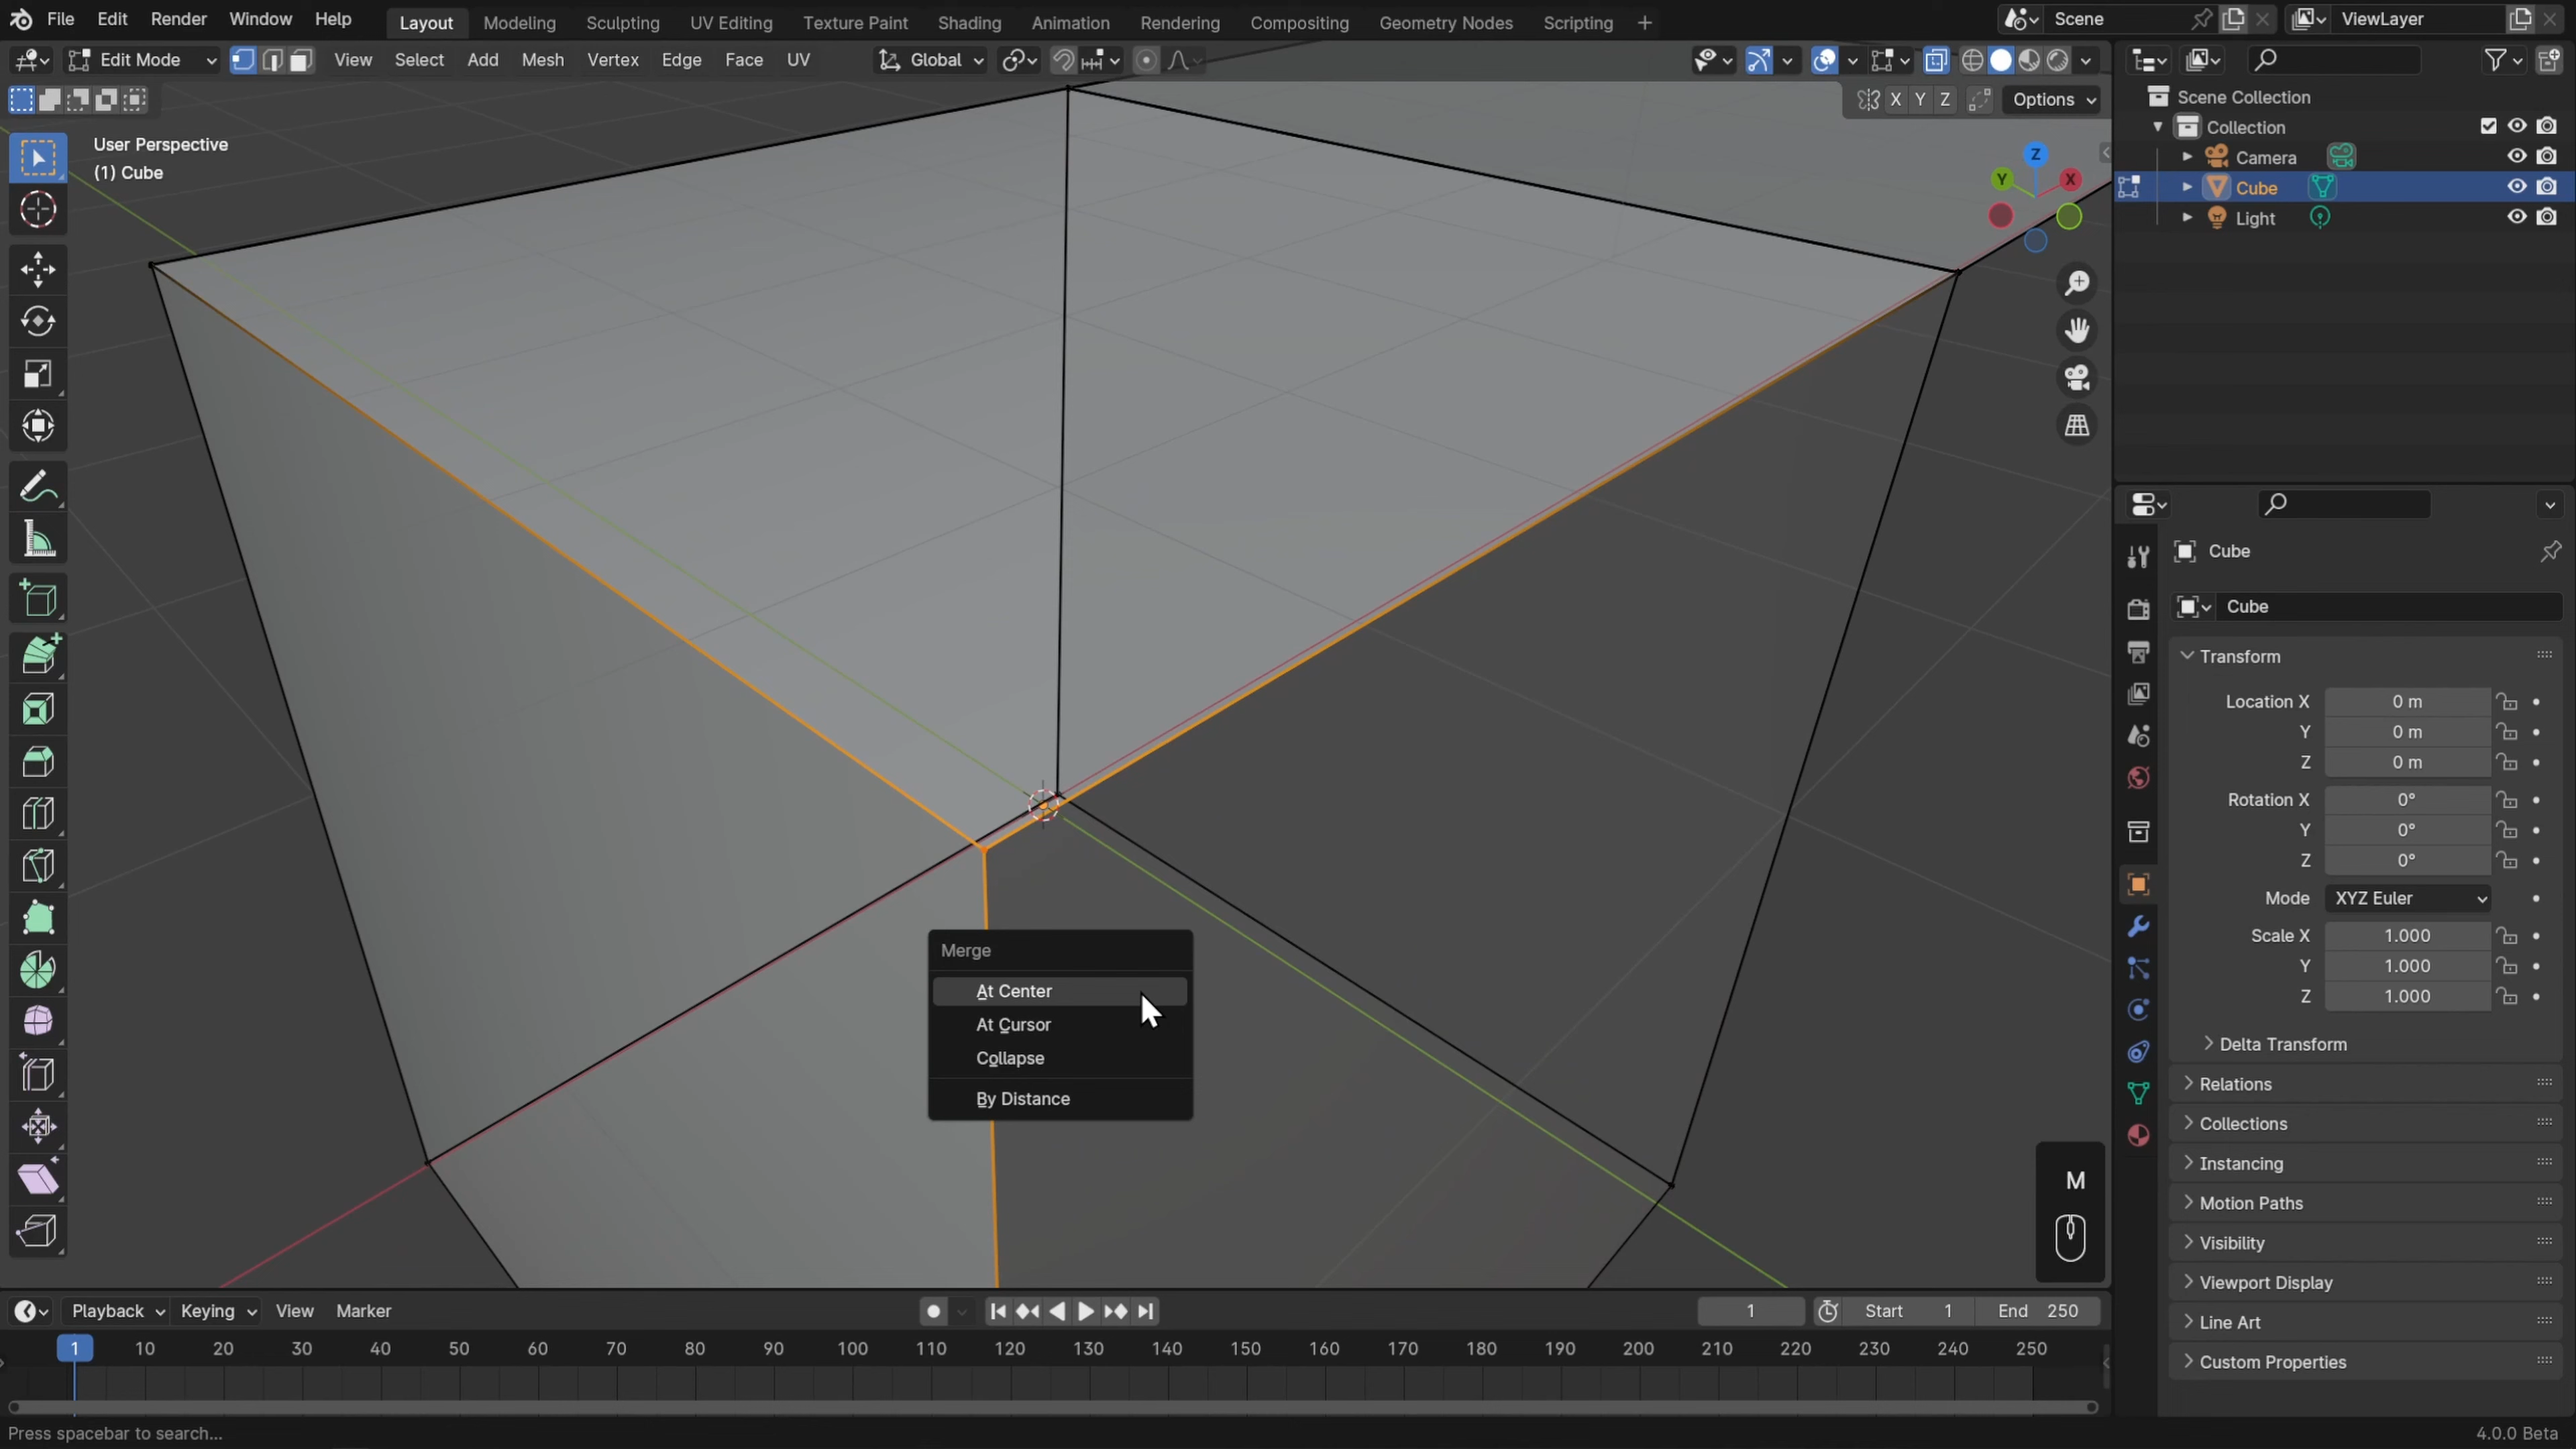 File Edit Render Window Help Layout Modeling Sculpting UV Editing Texture Paint Shading Animation Rendering Compositing Geometry Nodes Scripting + Scene ViewLayer
Edit Mode View Select Add Mesh Vertex Edge Face UV Global
X Y Z Options
User Perspective
(1) Cube
Z
Y X
Merge
At Center
At Cursor
Collapse
By Distance
M
Scene Collection
Collection
Camera
Cube
Light
Cube
Cube
Transform
Location X 0 m
Y 0 m
Z 0 m
Rotation X 0°
Y 0°
Z 0°
Mode XYZ Euler
Scale X 1.000
Y 1.000
Z 1.000
Delta Transform
Relations
Collections
Instancing
Motion Paths
Visibility
Viewport Display
Line Art
Custom Properties
Playback Keying View Marker 1 Start 1 End 250
1 10 20 30 40 50 60 70 80 90 100 110 120 130 140 150 160 170 180 190 200 210 220 230 240 250
Press spacebar to search... 4.0.0 Beta